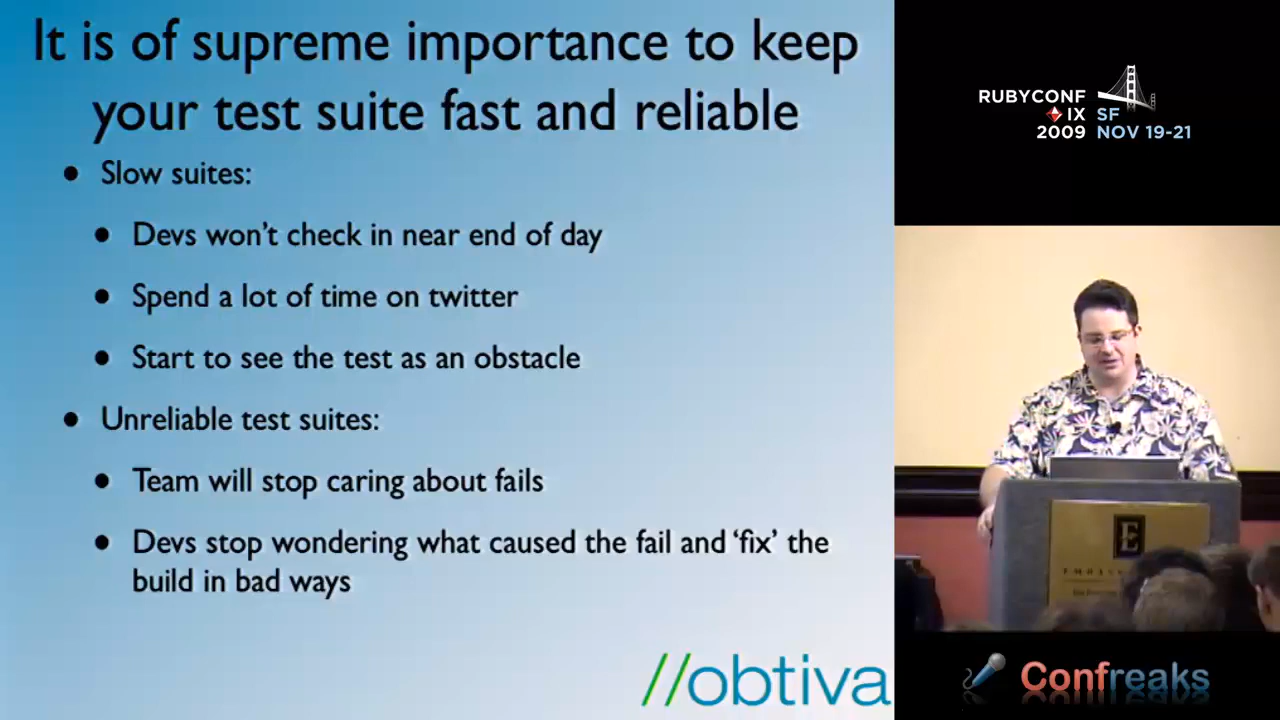 It is of supreme importance to keep
your test suite fast and reliable
• Slow suites:
• Devs won't check in near end of day
• Spend a lot of time on twitter
• Start to see the test as an obstacle
• Unreliable test suites:
• Team will stop caring about fails
• Devs stop wondering what caused the fail and 'fix' the
build in bad ways
//obtiva
RUBYCONF
IX SF
2009 NOV 19-21
E
Confreaks